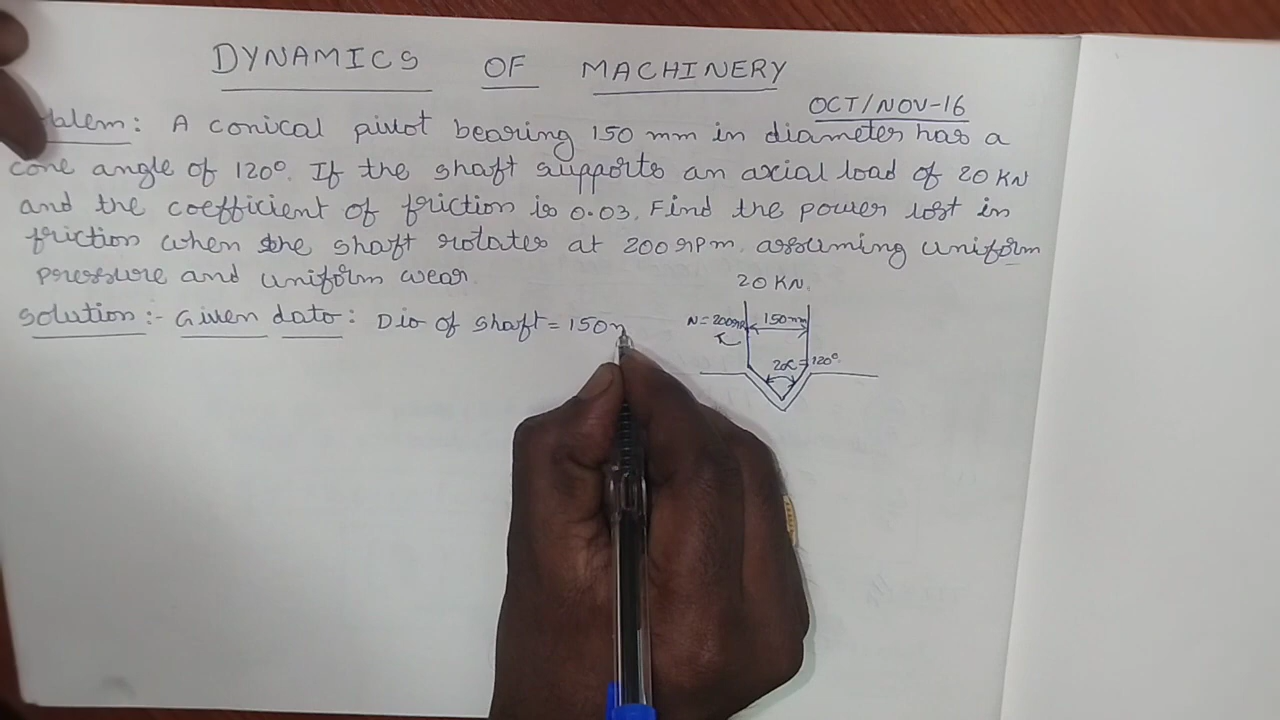 DYNAMICS OF MACHINERY
OCT/NOV-16
A conical pivot bearing 150 mm in diameter has a
cone angle of 120°. If the shaft supports an axial load of 20 KN
and the coefficient of friction is 0.03. Find the power lost in
friction when the shaft rotates at 200 rpm. assuming uniform
pressure and uniform wear.
20 KN.
Solution:- Given data: Dia of shaft = 150
N=200rp
150mm
2α=120°.